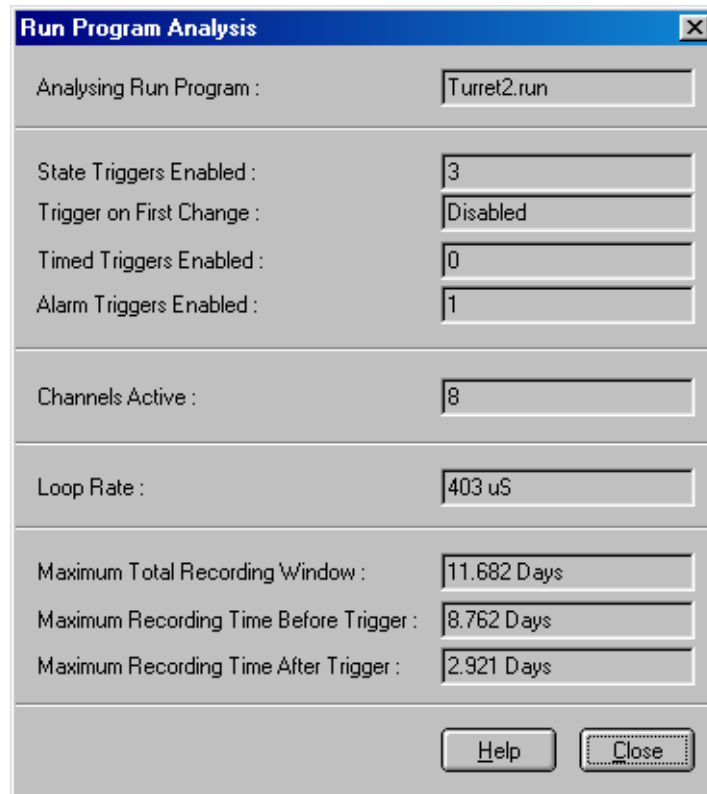 Run Program Analysis
Analysing Run Program : Turret2.run
State Triggers Enabled : 3
Trigger on First Change : Disabled
Timed Triggers Enabled : 0
Alarm Triggers Enabled : 1
Channels Active : 8
Loop Rate : 403 uS
Maximum Total Recording Window : 11.682 Days
Maximum Recording Time Before Trigger : 8.762 Days
Maximum Recording Time After Trigger : 2.921 Days
Help Close